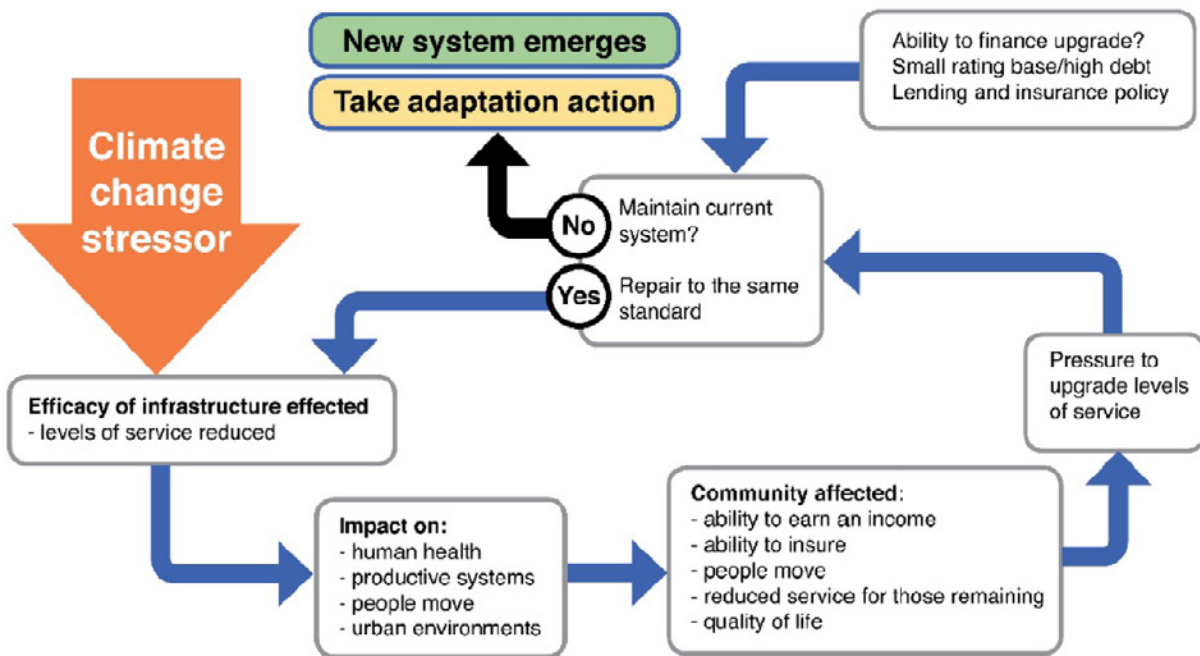 New system emerges
Take adaptation action
Ability to finance upgrade?
Small rating base/high debt
Lending and insurance policy
Climate
change
stressor
No
Maintain current
system?
Yes
Repair to the same
standard
Efficacy of infrastructure effected
- levels of service reduced
Pressure to
upgrade levels
of service
Impact on:
- human health
- productive systems
- people move
- urban environments
Community affected:
- ability to earn an income
- ability to insure
- people move
- reduced service for those remaining
- quality of life